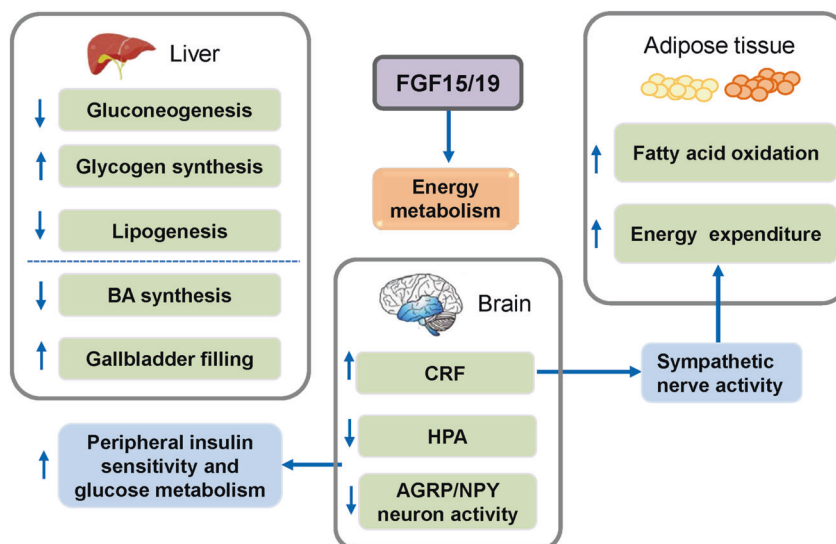 Liver
Gluconeogenesis
Glycogen synthesis
Lipogenesis
BA synthesis
Gallbladder filling
FGF15/19
Energy
metabolism
Adipose tissue
Fatty acid oxidation
Energy expenditure
Brain
CRF
HPA
AGRP/NPY
neuron activity
Sympathetic
nerve activity
Peripheral insulin
sensitivity and
glucose metabolism